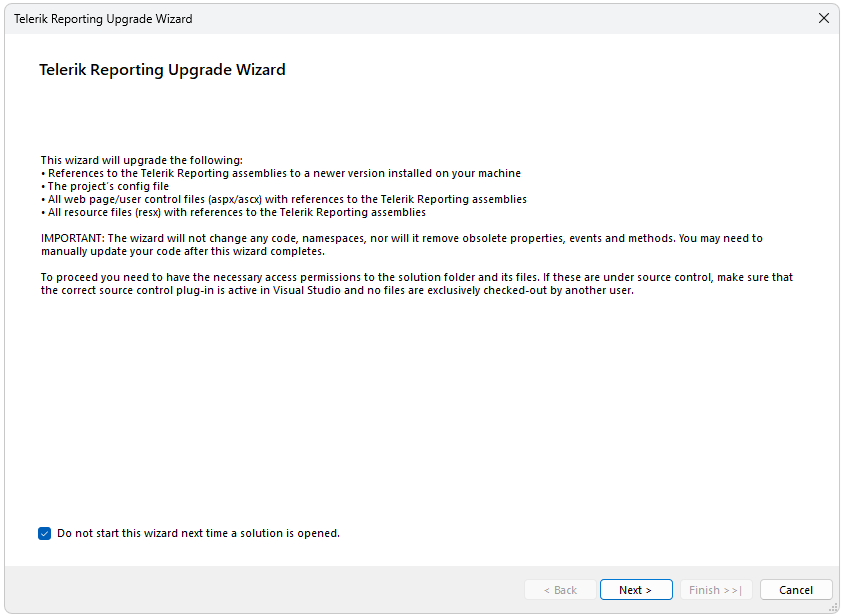 Telerik Reporting Upgrade Wizard
Telerik Reporting Upgrade Wizard
This wizard will upgrade the following:
• References to the Telerik Reporting assemblies to a newer version installed on your machine
• The project's config file
• All web page/user control files (aspx/ascx) with references to the Telerik Reporting assemblies
• All resource files (resx) with references to the Telerik Reporting assemblies
IMPORTANT: The wizard will not change any code, namespaces, nor will it remove obsolete properties, events and methods. You may need to
manually update your code after this wizard completes.
To proceed you need to have the necessary access permissions to the solution folder and its files. If these are under source control, make sure that
the correct source control plug-in is active in Visual Studio and no files are exclusively checked-out by another user.
Do not start this wizard next time a solution is opened.
< Back Next > Finish >>| Cancel